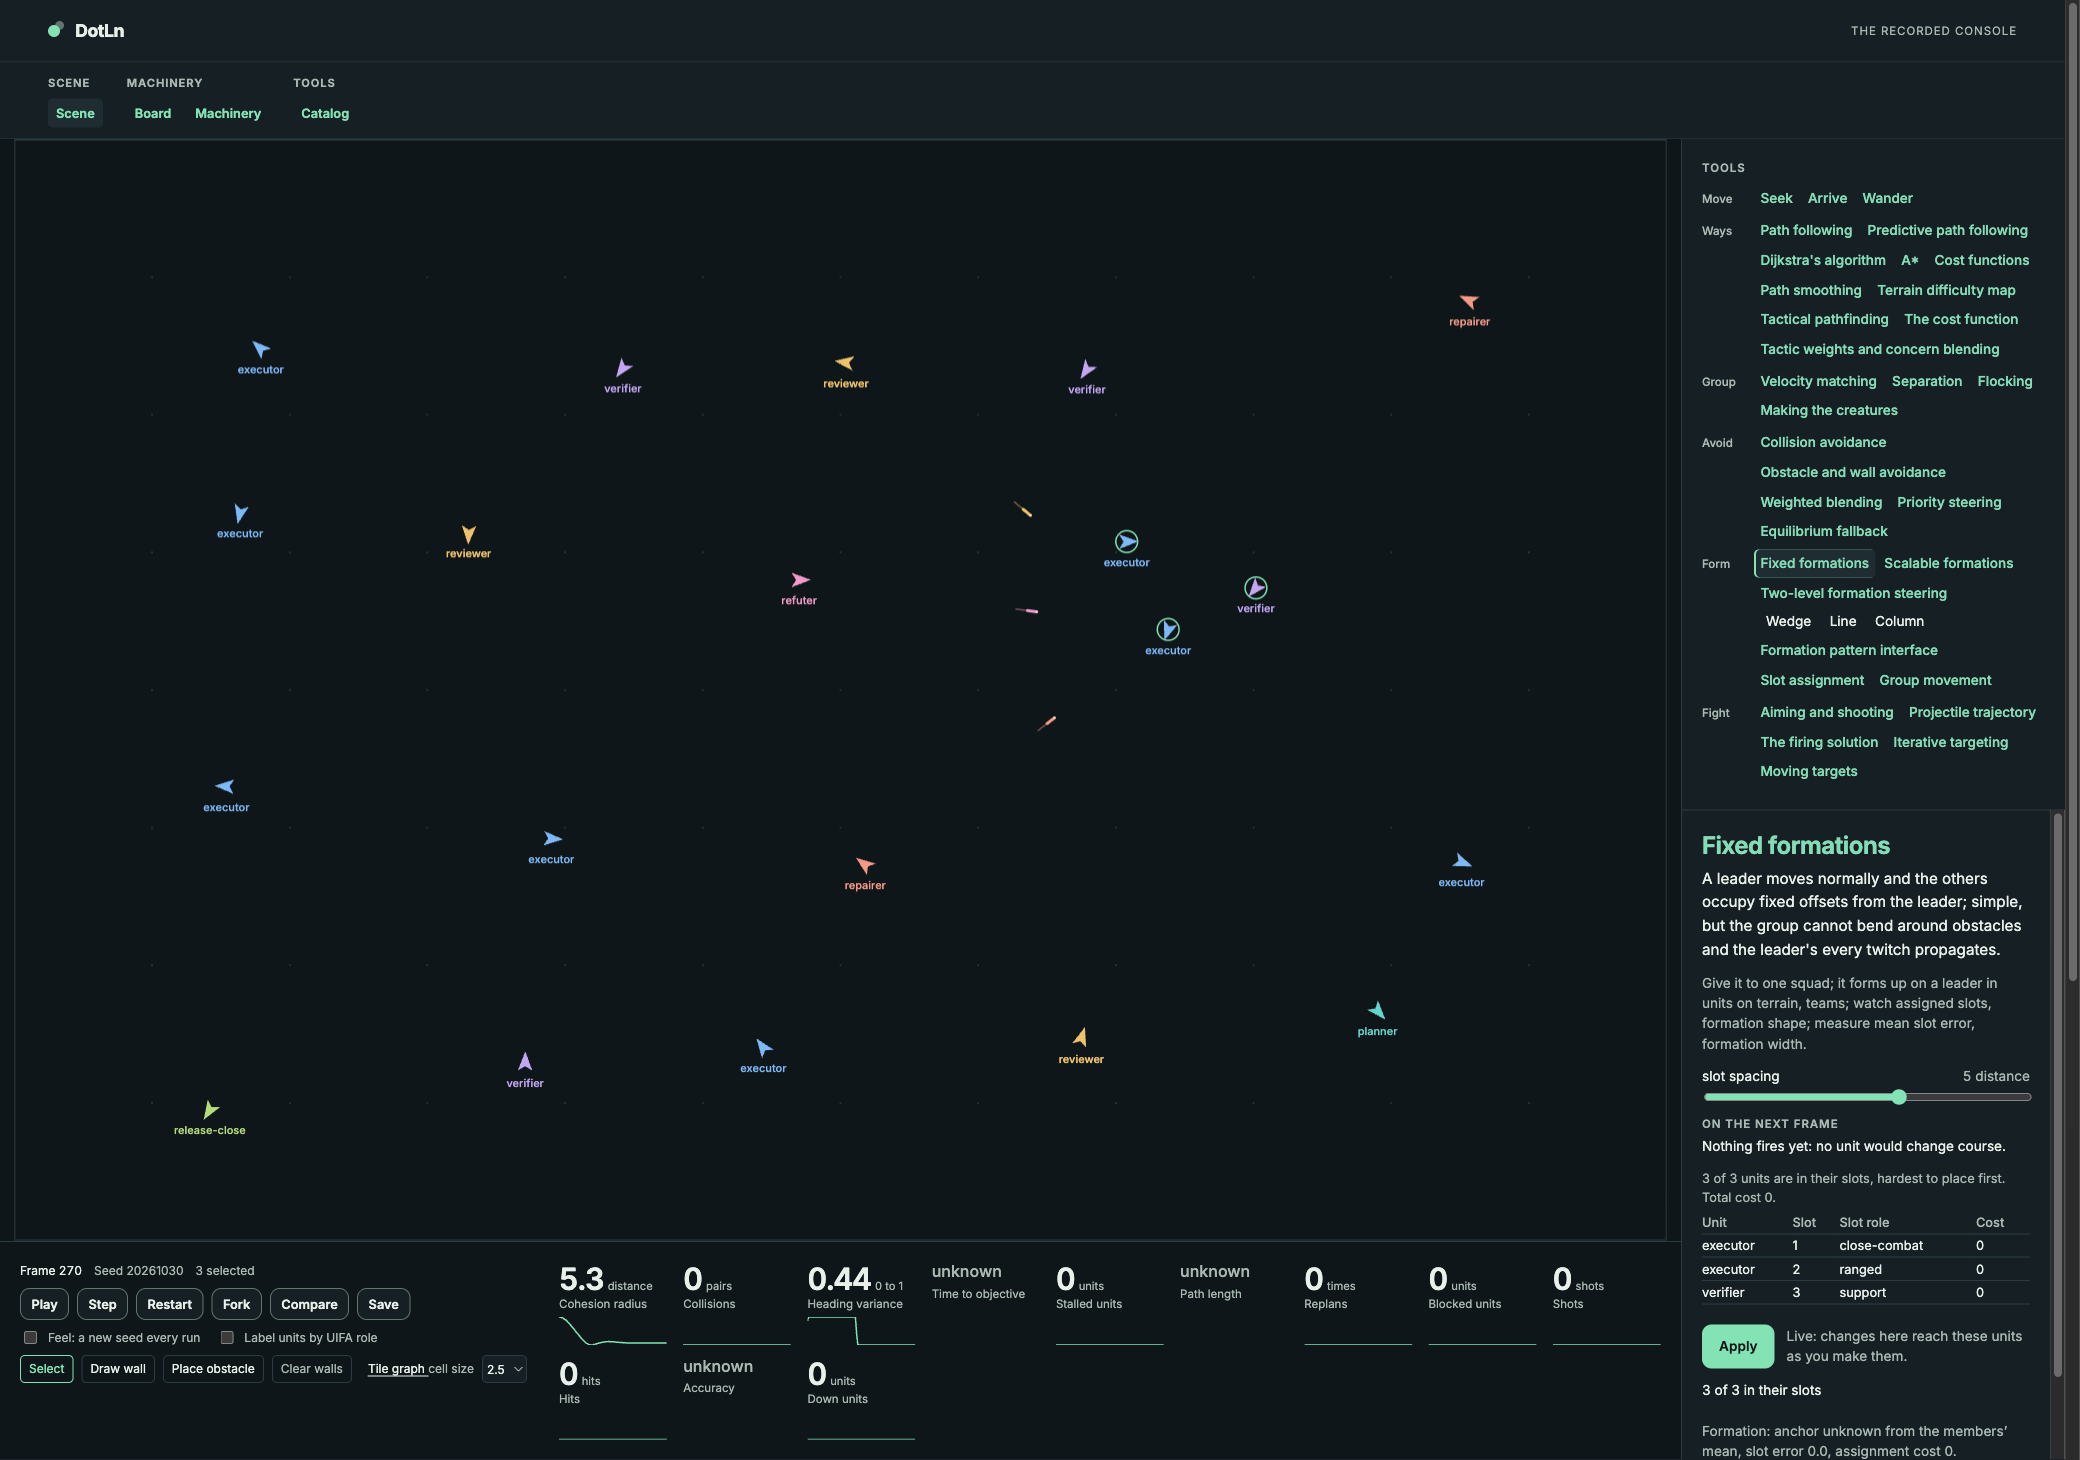 DotLn
THE RECORDED CONSOLE
SCENE MACHINERY TOOLS
Scene Board Machinery Catalog
executor
verifier
reviewer
verifier
repairer
executor
reviewer
refuter
executor
verifier
executor
executor
executor
repairer
executor
planner
reviewer
executor
verifier
release-close
TOOLS
Move Seek Arrive Wander
Ways Path following Predictive path following
Dijkstra's algorithm A* Cost functions
Path smoothing Terrain difficulty map
Tactical pathfinding The cost function
Tactic weights and concern blending
Group Velocity matching Separation Flocking
Making the creatures
Avoid Collision avoidance
Obstacle and wall avoidance
Weighted blending Priority steering
Equilibrium fallback
Form Fixed formations Scalable formations
Two-level formation steering
Wedge Line Column
Formation pattern interface
Slot assignment Group movement
Fight Aiming and shooting Projectile trajectory
The firing solution Iterative targeting
Moving targets
Fixed formations
A leader moves normally and the others
occupy fixed offsets from the leader; simple,
but the group cannot bend around obstacles
and the leader's every twitch propagates.
Give it to one squad; it forms up on a leader in
units on terrain, teams; watch assigned slots,
formation shape; measure mean slot error,
formation width.
slot spacing 5 distance
ON THE NEXT FRAME
Nothing fires yet: no unit would change course.
3 of 3 units are in their slots, hardest to place first.
Total cost 0.
Unit Slot Slot role Cost
executor 1 close-combat 0
executor 2 ranged 0
verifier 3 support 0
Apply
Live: changes here reach these units
as you make them.
3 of 3 in their slots
Formation: anchor unknown from the members’
mean, slot error 0.0, assignment cost 0.
Frame 270 Seed 20261030 3 selected
Play Step Restart Fork Compare Save
Feel: a new seed every run Label units by UIFA role
Select Draw wall Place obstacle Clear walls Tile graph cell size 2.5
5.3 distance
Cohesion radius
0 pairs
Collisions
0.44 0 to 1
Heading variance
unknown
Time to objective
0 units
Stalled units
unknown
Path length
0 times
Replans
0 units
Blocked units
0 shots
Shots
0 hits
Hits
unknown
Accuracy
0 units
Down units